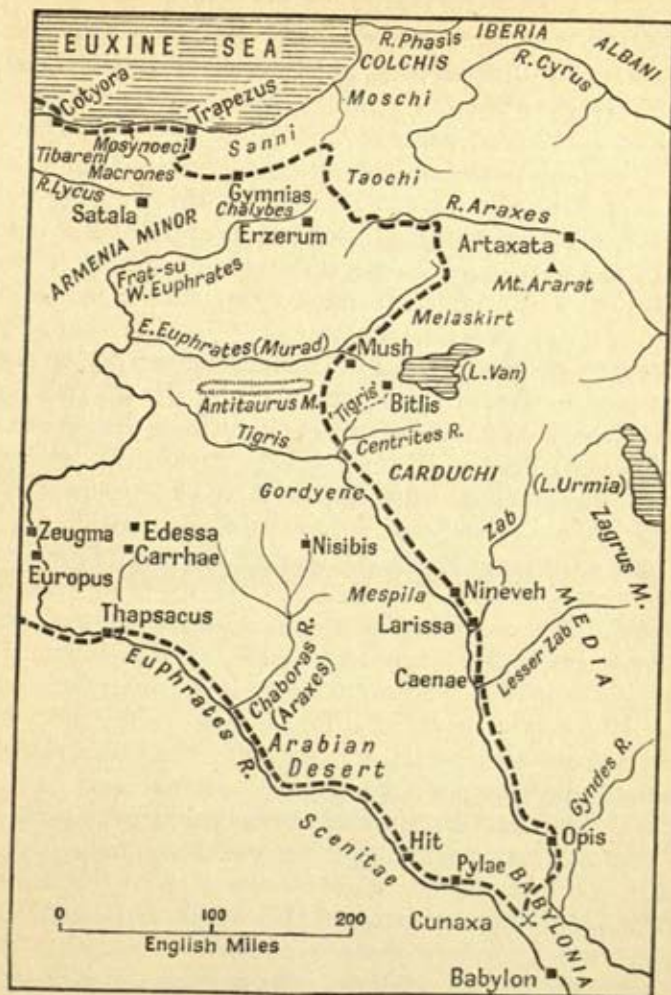 EUXINE SEA
R. Phasis
IBERIA
COLCHIS
ALBANI
R. Cyrus
Cotyora
Trapezus
Moschi
Mosynoeci
Sanni
Tibareni
Macrones
Taochi
R. Lycus
Gymnias
Chalybes
Satala
Erzerum
R. Araxes
Artaxata
ARMENIA MINOR
Frat-su
W. Euphrates
Mt. Ararat
Melaskirt
E. Euphrates (Murad)
Mush
(L. Van)
Antitaurus M.
"Tigris"
Bitlis
Tigris
Centrites R.
CARDUCHI
Gordyene
(L. Urmia)
Zab
Zagrus M.
Zeugma
Edessa
Carrhae
Nisibis
Europus
Mespila
Nineveh
Thapsacus
Larissa
MEDIA
Chaboras R.
(Araxes)
Caenae
Lesser Zab
Euphrates R.
Arabian
Desert
Gyndes R.
Scenitae
Opis
Hit
Pylae
BABYLONIA
Cunaxa
0 100 200
English Miles
Babylon